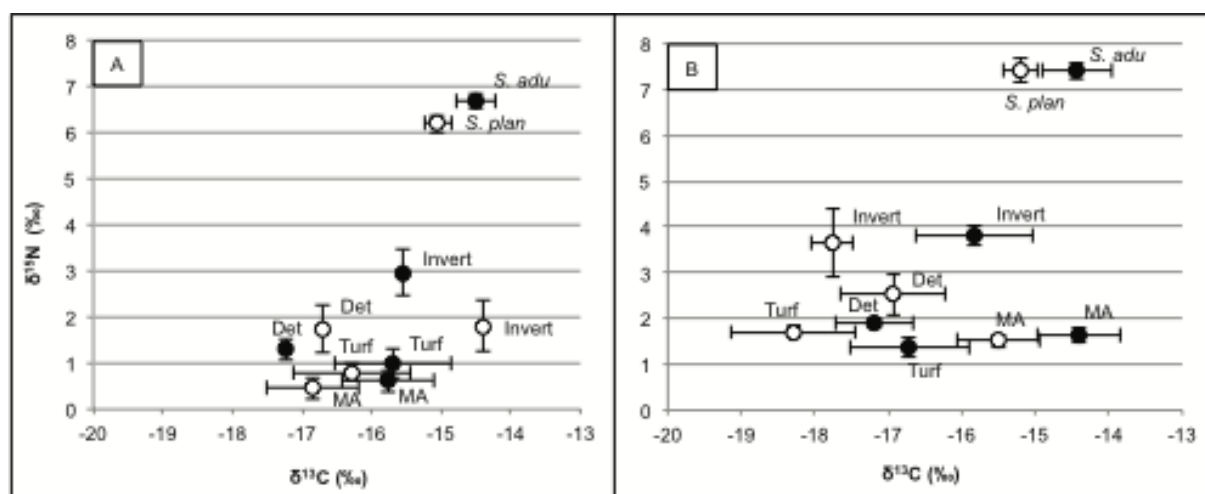 A
8
7
6
5
4
3
2
1
0
δ¹⁵N (‰)
S. adu
S. plan
Invert
Det
Det
Invert
Turf
Turf
MA
MA
-20 -19 -18 -17 -16 -15 -14 -13
δ¹³C (‰)
B
8
7
6
5
4
3
2
1
0
S. adu
S. plan
Invert
Invert
Det
Turf
Det
MA
MA
Turf
-20 -19 -18 -17 -16 -15 -14 -13
δ¹³C (‰)